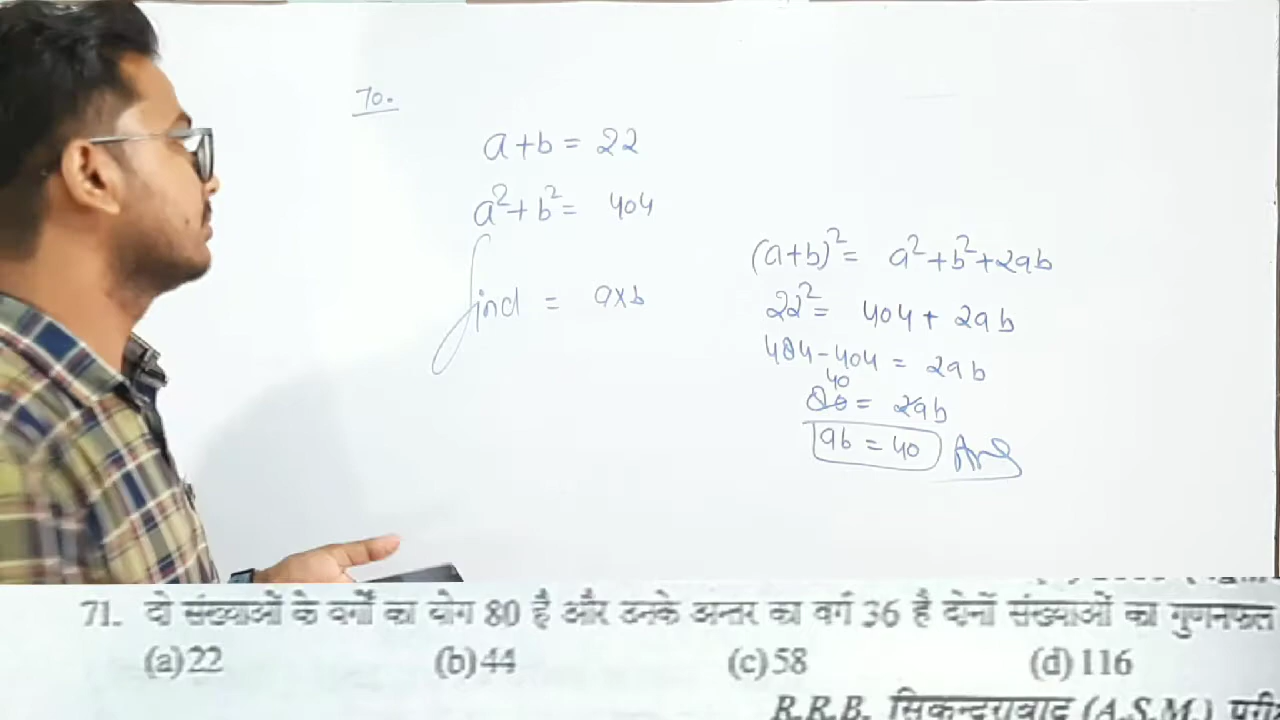 70.
a+b = 22
a²+b² = 404
find = a×b
(a+b)² = a²+b²+2ab
22² = 404 + 2ab
484-404 = 2ab
40
80 = 2ab
ab = 40 Ans
71. दो संख्याओं के वर्गों का योग 80 है और उनके अन्तर का वर्ग 36 है दोनों संख्याओं का गुणनफल
(a) 22 (b) 44 (c) 58 (d) 116
R.R.B. सिकन्दराबाद (A.S.M.)